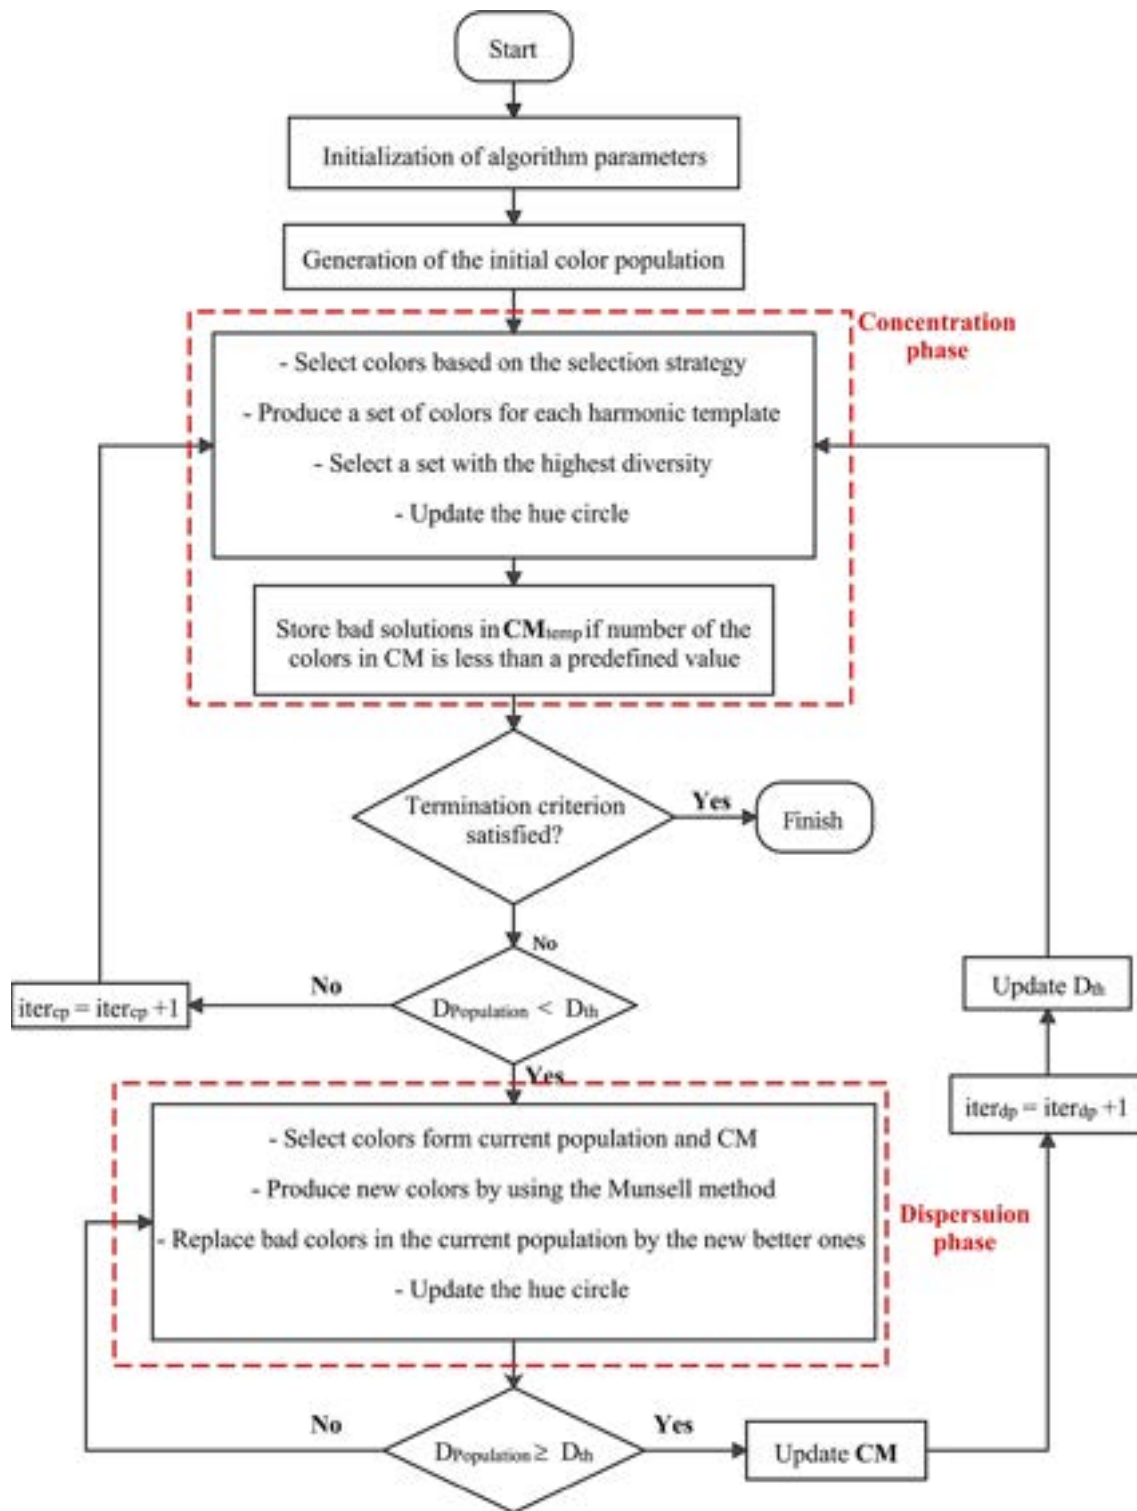 Start
Initialization of algorithm parameters
Generation of the initial color population
Concentration
phase
- Select colors based on the selection strategy
- Produce a set of colors for each harmonic template
- Select a set with the highest diversity
- Update the hue circle
Store bad solutions in CMtemp if number of the
colors in CM is less than a predefined value
Termination criterion
satisfied?
Yes
Finish
No
DPopulation < Dth
No
itercp = itercp +1
Yes
Update Dth
iterdp = iterdp +1
- Select colors form current population and CM
- Produce new colors by using the Munsell method
- Replace bad colors in the current population by the new better ones
- Update the hue circle
Dispersuion
phase
No
DPopulation ≥ Dth
Yes
Update CM